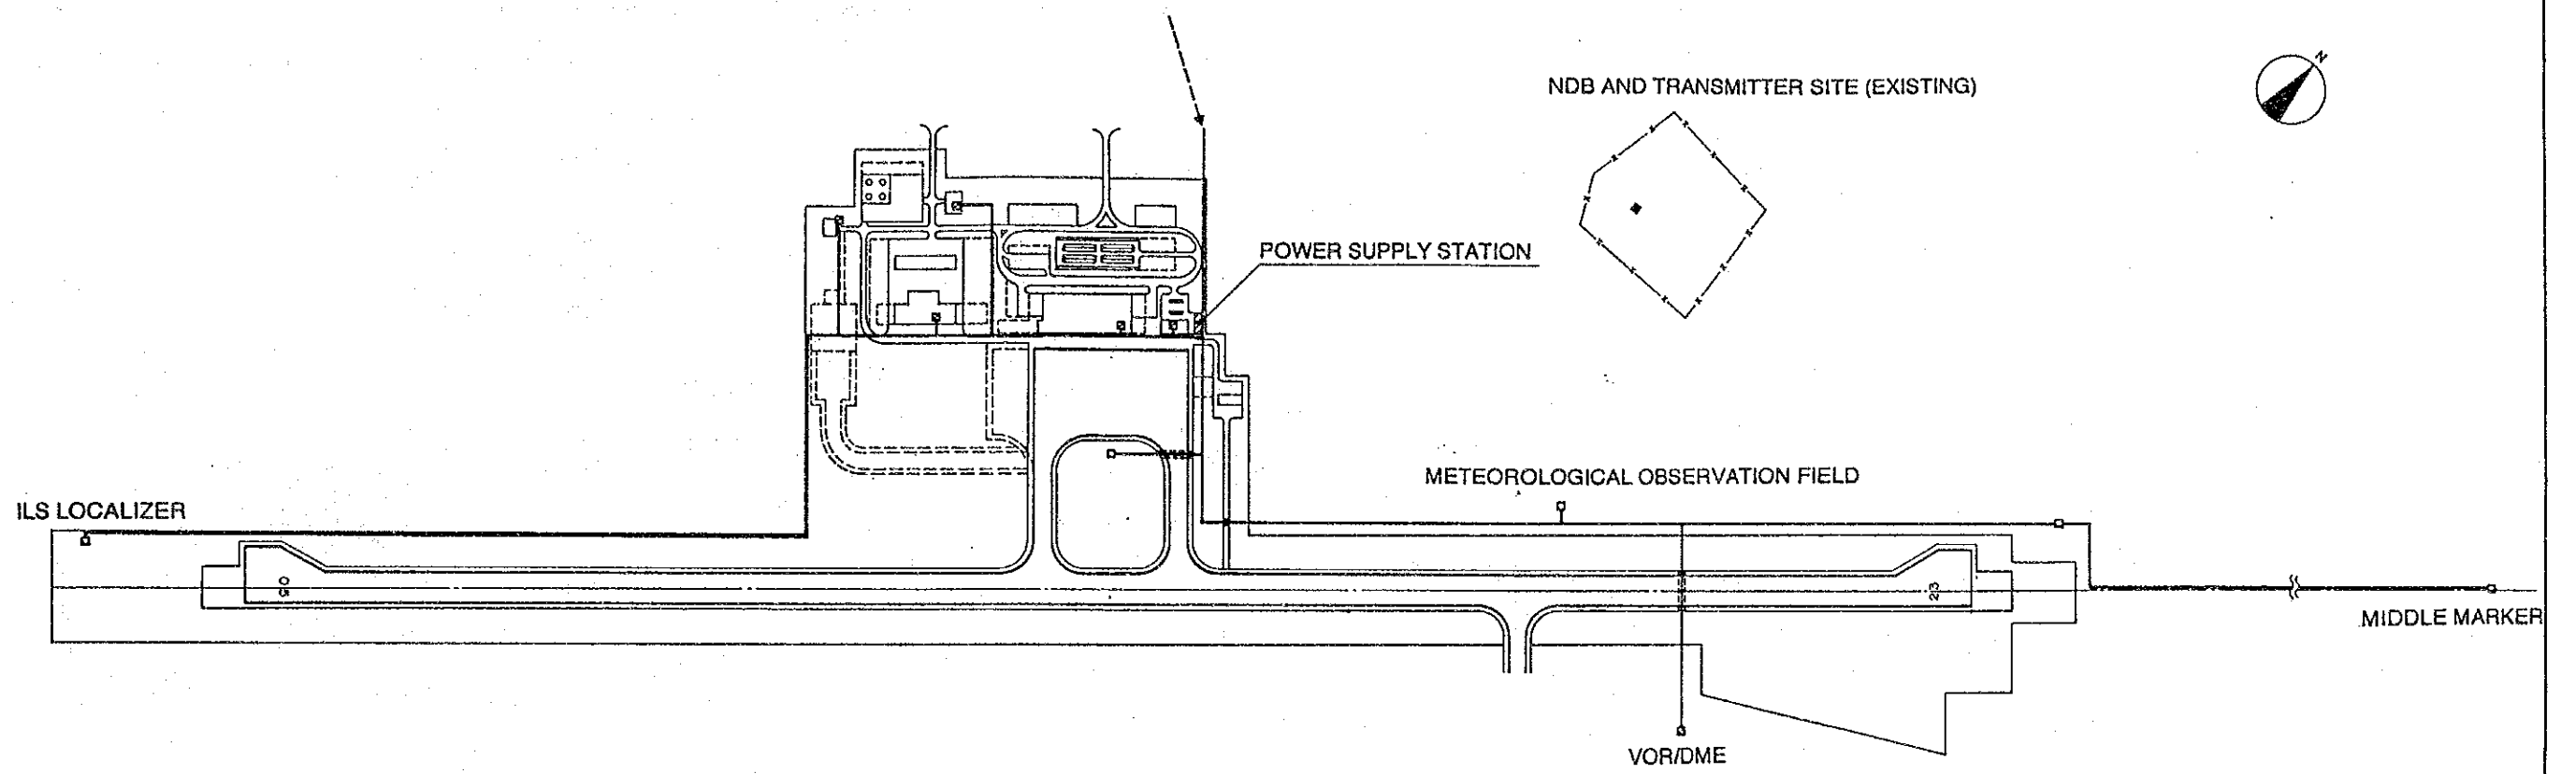 N
NDB AND TRANSMITTER SITE (EXISTING)
POWER SUPPLY STATION
METEOROLOGICAL OBSERVATION FIELD
ILS LOCALIZER
05
23
MIDDLE MARKER
VOR/DME